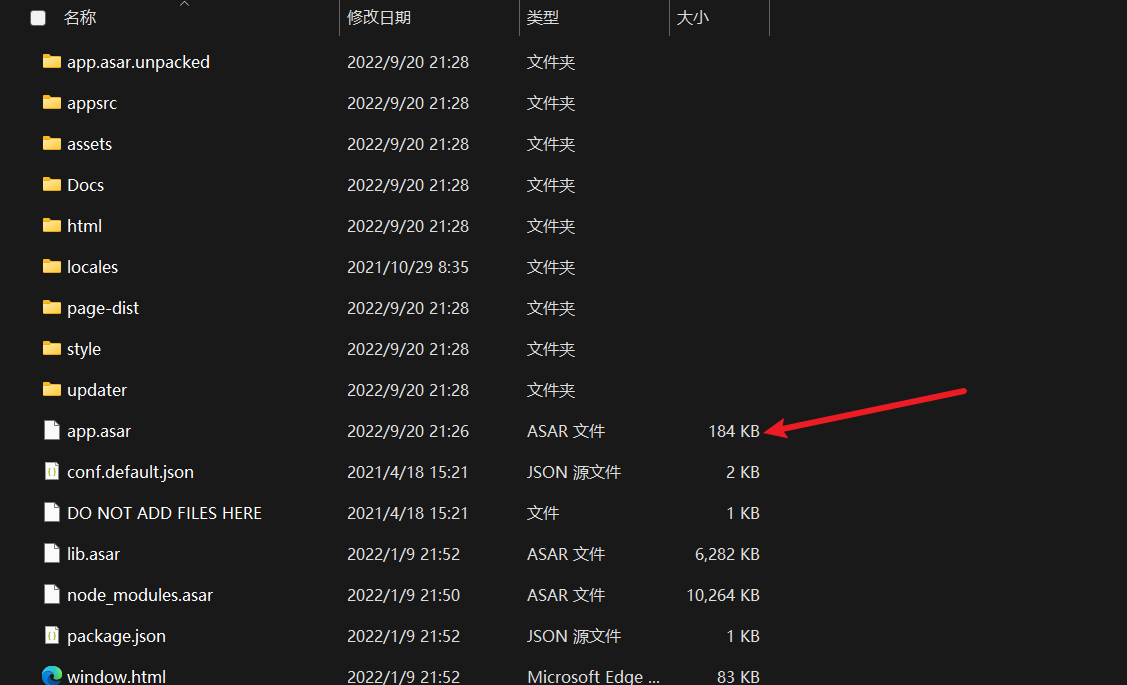 名称 修改日期 类型 大小
app.asar.unpacked 2022/9/20 21:28 文件夹
appsrc 2022/9/20 21:28 文件夹
assets 2022/9/20 21:28 文件夹
Docs 2022/9/20 21:28 文件夹
html 2022/9/20 21:28 文件夹
locales 2021/10/29 8:35 文件夹
page-dist 2022/9/20 21:28 文件夹
style 2022/9/20 21:28 文件夹
updater 2022/9/20 21:28 文件夹
app.asar 2022/9/20 21:26 ASAR 文件 184 KB
conf.default.json 2021/4/18 15:21 JSON 源文件 2 KB
DO NOT ADD FILES HERE 2021/4/18 15:21 文件 1 KB
lib.asar 2022/1/9 21:52 ASAR 文件 6,282 KB
node_modules.asar 2022/1/9 21:50 ASAR 文件 10,264 KB
package.json 2022/1/9 21:52 JSON 源文件 1 KB
window.html 2022/1/9 21:52 Microsoft Edge ... 83 KB